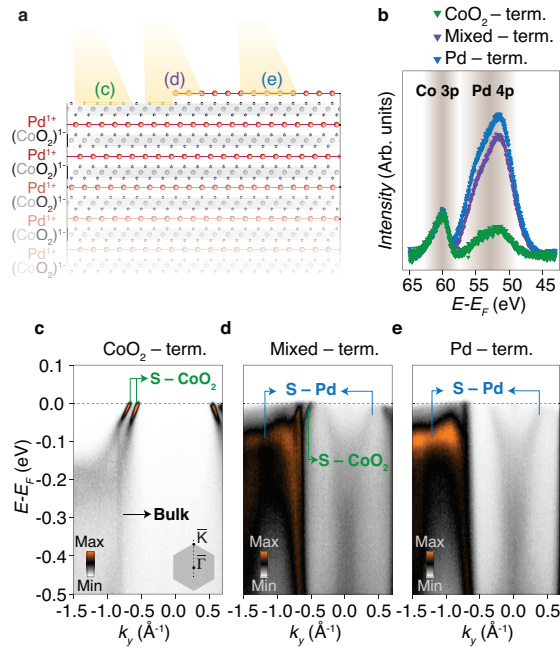 a
(c)
(d)
(e)
Pd1+
(CoO2)1-
Pd1+
(CoO2)1-
Pd1+
(CoO2)1-
Pd1+
(CoO2)1-
Pd1+
(CoO2)1-
b
CoO2 – term.
Mixed – term.
Pd – term.
Co 3p Pd 4p
Intensity (Arb. units)
65 60 55 50 45
E-EF (eV)
c CoO2 – term.
S – CoO2
Bulk
K
Γ
Max
Min
0.1
0.0
-0.1
-0.2
-0.3
-0.4
-0.5
E-EF (eV)
-1.5 -1.0 -0.5 0.0 0.5
ky (Å-1)
d Mixed – term.
S – Pd
S – CoO2
Max
Min
-1.5 -1.0 -0.5 0.0 0.5
ky (Å-1)
e Pd – term.
S – Pd
Max
Min
-1.5 -1.0 -0.5 0.0 0.5
ky (Å-1)